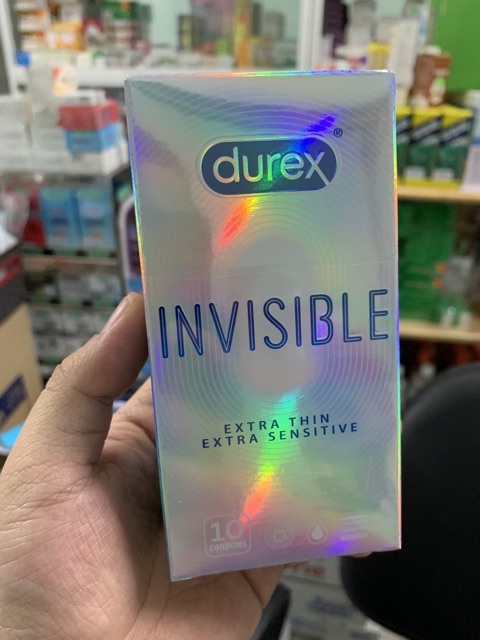 durex®
INVISIBLE
EXTRA THIN
EXTRA SENSITIVE
10
CONDOMS